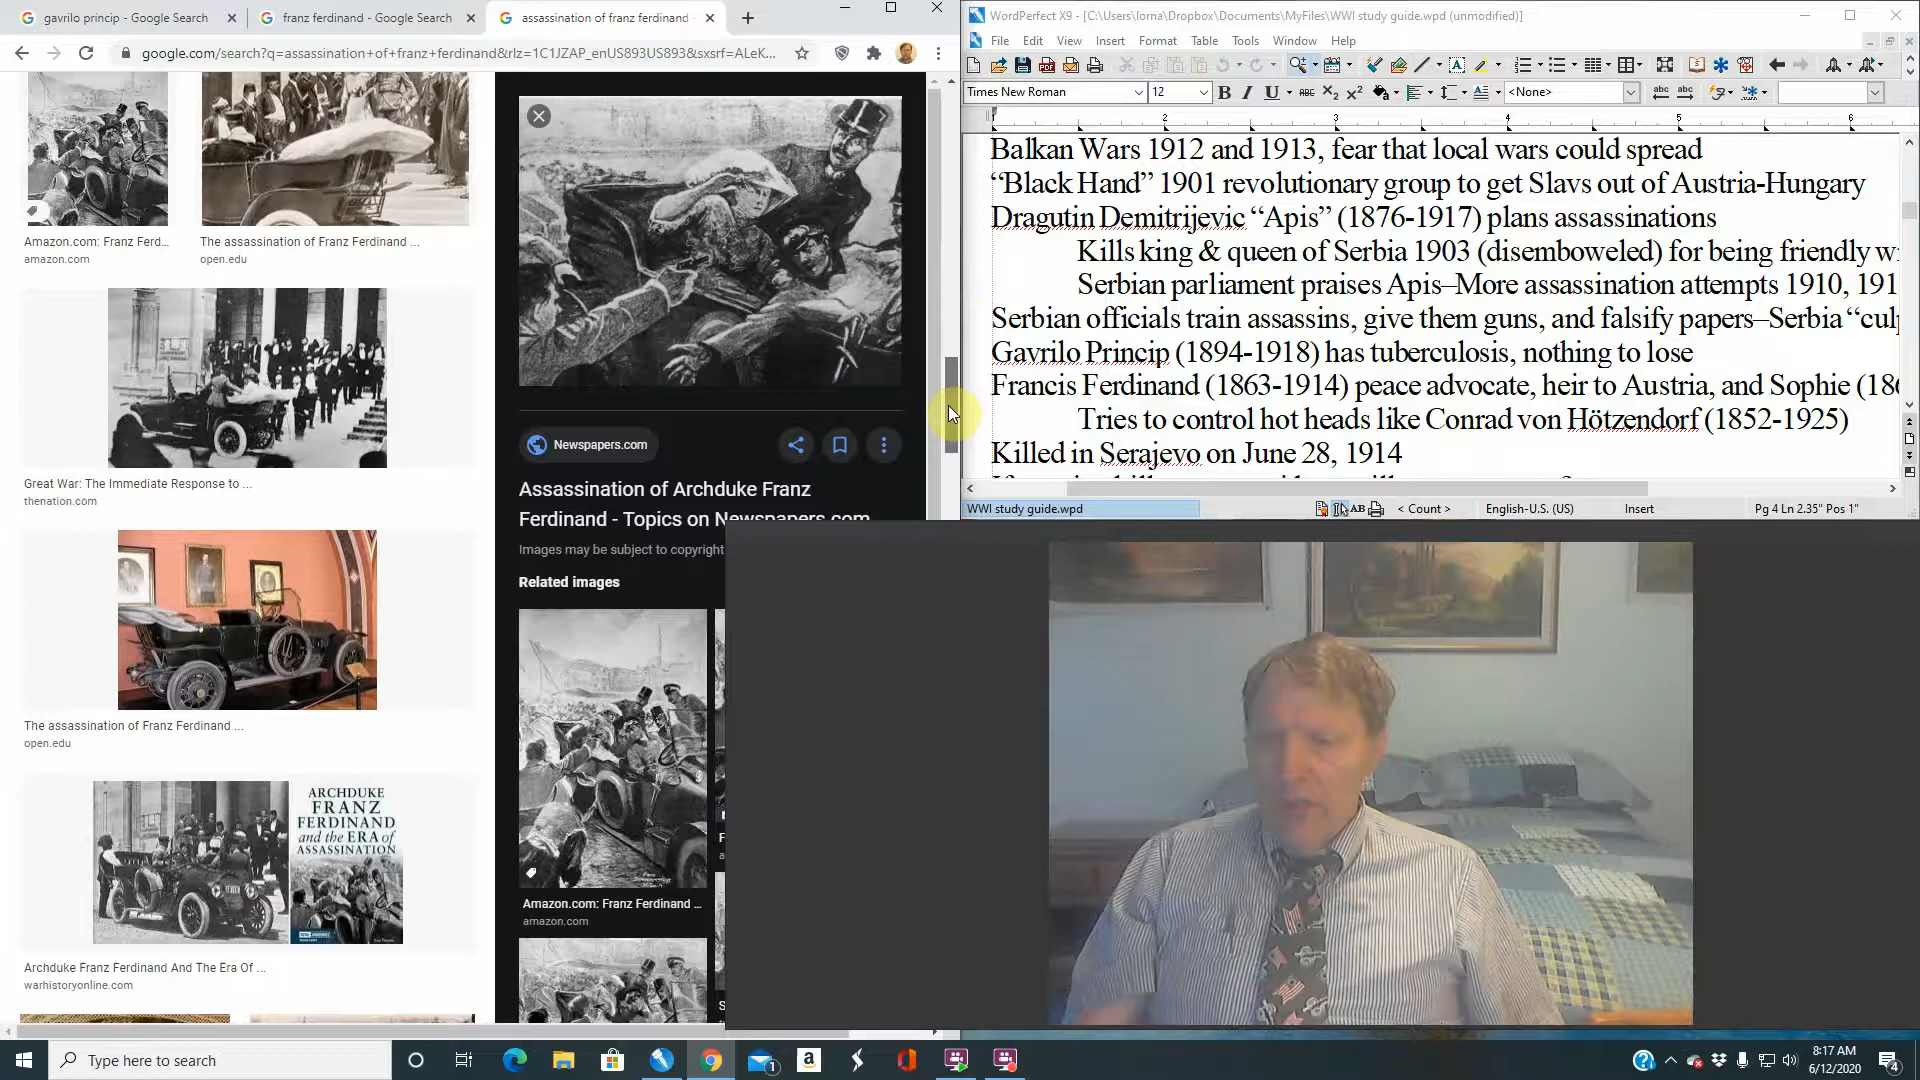 gavrilo princip - Google Search
franz ferdinand - Google Search
assassination of franz ferdinand
google.com/search?q=assassination+of+franz+ferdinand&rlz=1C1JZAP_enUS893US893&sxsrf=ALeK...
Amazon.com: Franz Ferd...
amazon.com
The assassination of Franz Ferdinand ...
open.edu
Great War: The Immediate Response to ...
thenation.com
The assassination of Franz Ferdinand ...
open.edu
ARCHDUKE
FRANZ
FERDINAND
and the ERA of
ASSASSINATION
Archduke Franz Ferdinand And The Era Of ...
warhistoryonline.com
Newspapers.com
Assassination of Archduke Franz
Ferdinand - Topics on Newspapers.com
Images may be subject to copyright
Related images
Amazon.com: Franz Ferdinand ...
amazon.com
WordPerfect X9 - [C:\Users\lorna\Dropbox\Documents\MyFiles\WWI study guide.wpd (unmodified)]
File Edit View Insert Format Table Tools Window Help
Times New Roman 12 <None>
2 3 4 5 6
Balkan Wars 1912 and 1913, fear that local wars could spread
“Black Hand” 1901 revolutionary group to get Slavs out of Austria-Hungary
Dragutin Demitrijevic “Apis” (1876-1917) plans assassinations
Kills king & queen of Serbia 1903 (disemboweled) for being friendly w
Serbian parliament praises Apis–More assassination attempts 1910, 191
Serbian officials train assassins, give them guns, and falsify papers–Serbia “cul
Gavrilo Princip (1894-1918) has tuberculosis, nothing to lose
Francis Ferdinand (1863-1914) peace advocate, heir to Austria, and Sophie (186
Tries to control hot heads like Conrad von Hötzendorf (1852-1925)
Killed in Serajevo on June 28, 1914
WWI study guide.wpd AB < Count > English-U.S. (US) Insert Pg 4 Ln 2.35" Pos 1"
Type here to search
8:17 AM
6/12/2020